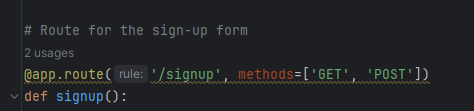 # Route for the sign-up form
2 usages
@app.route( rule: '/signup', methods=['GET', 'POST'])
def signup():